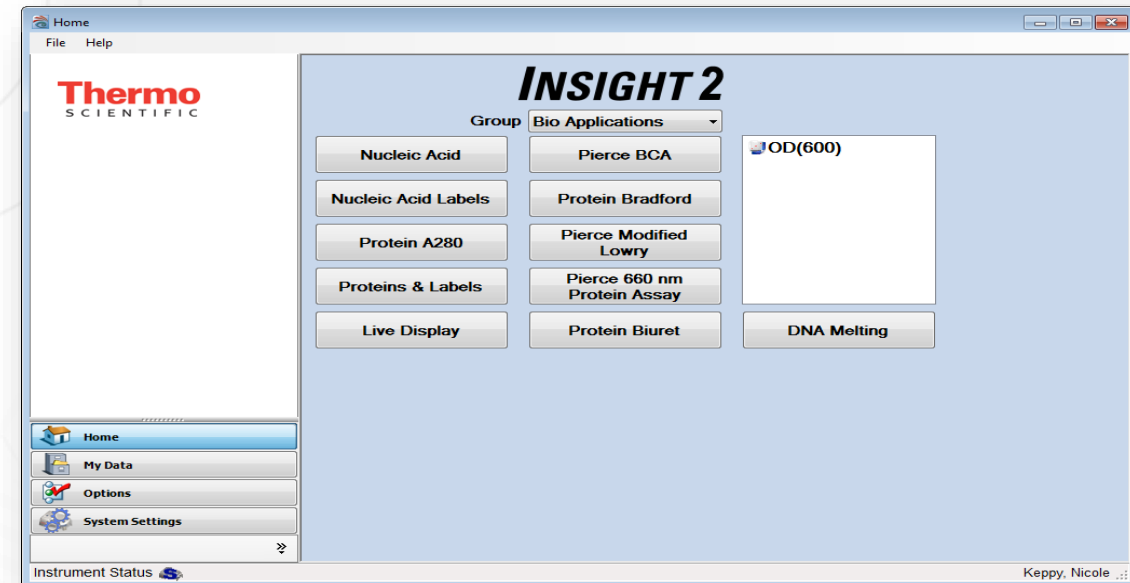 Home
File Help
Thermo
SCIENTIFIC
INSIGHT 2
Group Bio Applications
Nucleic Acid
Pierce BCA
OD(600)
Nucleic Acid Labels
Protein Bradford
Protein A280
Pierce Modified
Lowry
Proteins & Labels
Pierce 660 nm
Protein Assay
Live Display
Protein Biuret
DNA Melting
Home
My Data
Options
System Settings
Instrument Status
Keppy, Nicole